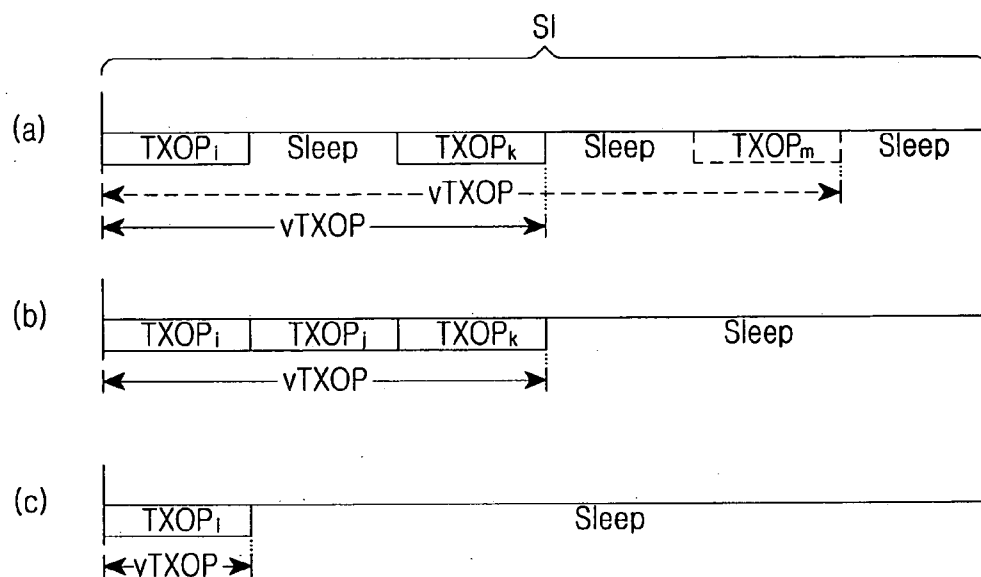 SI
(a)
TXOPi Sleep TXOPk Sleep TXOPm Sleep
vTXOP
vTXOP
(b)
TXOPi TXOPj TXOPk Sleep
vTXOP
(c)
TXOPi Sleep
vTXOP